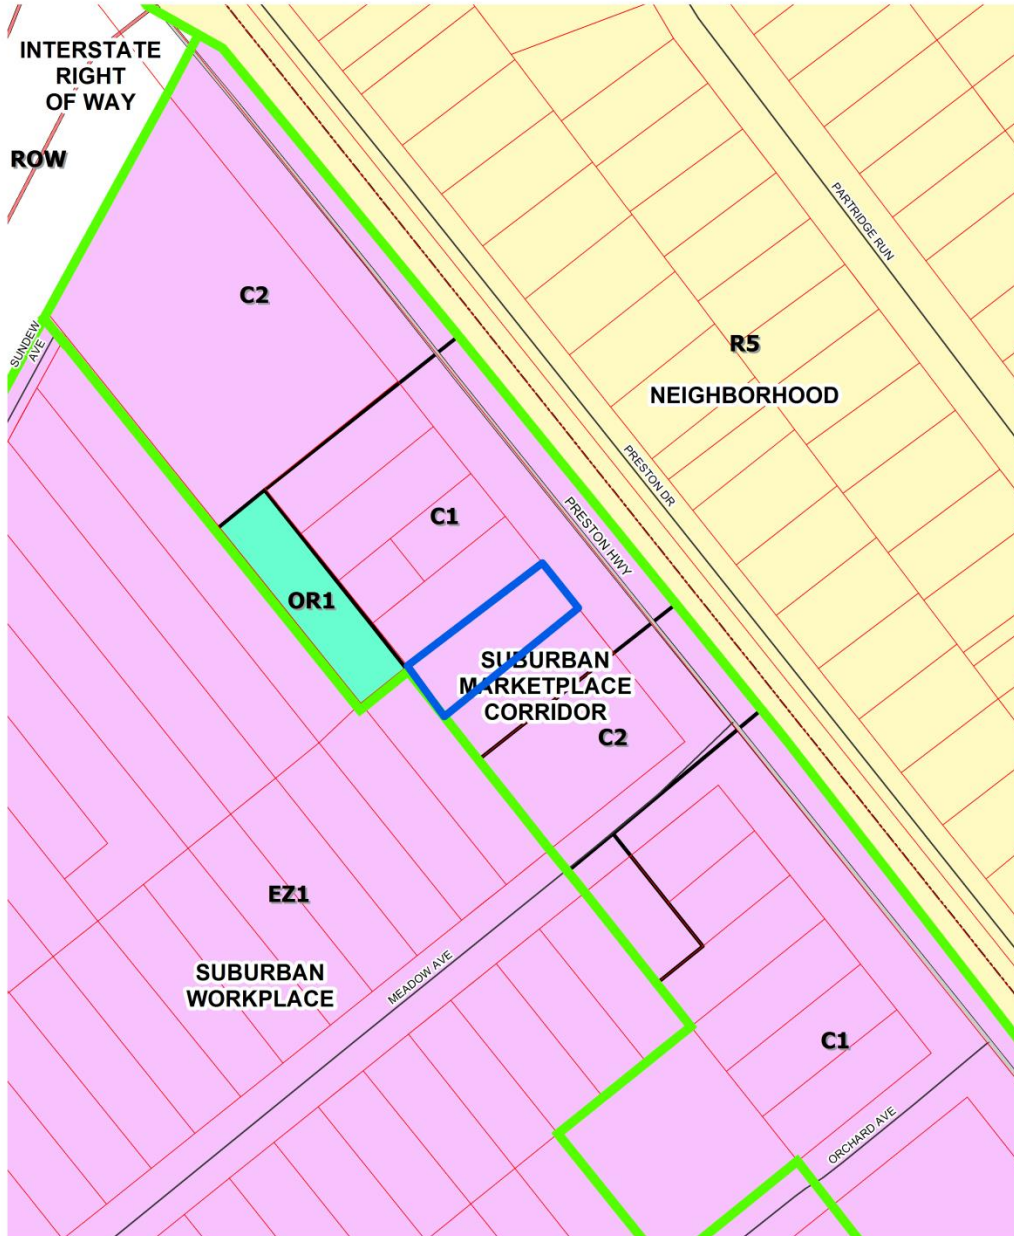 INTERSTATE
RIGHT
OF WAY
ROW
PARTRIDGE RUN
C2
SUNDEW
AVE
R5
NEIGHBORHOOD
PRESTON DR
PRESTON HWY
C1
OR1
SUBURBAN
MARKETPLACE
CORRIDOR
C2
EZ1
SUBURBAN
WORKPLACE
MEADOW AVE
C1
ORCHARD AVE